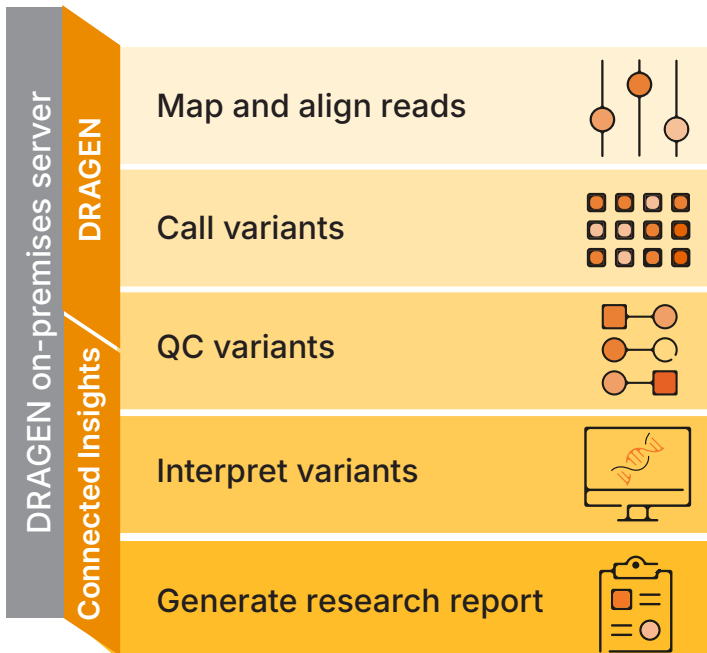 DRAGEN on-premises server
DRAGEN
Connected Insights
Map and align reads
Call variants
QC variants
Interpret variants
Generate research report